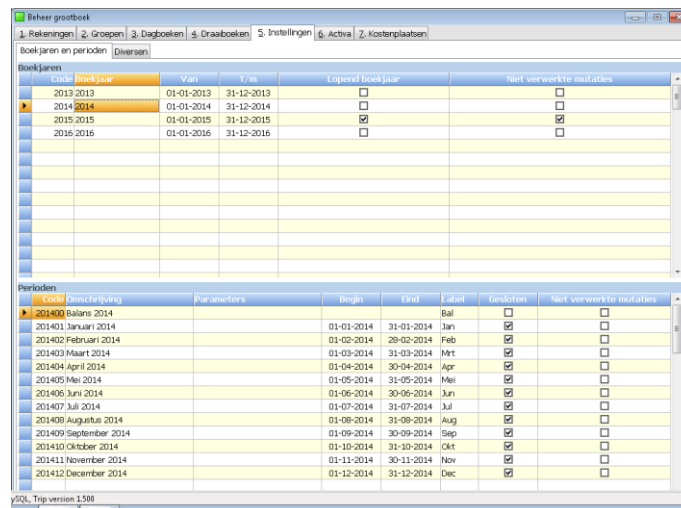 Beheer grootboek
1. Rekeningen 2. Groepen 3. Dagboeken 4. Draaiboeken 5. Instellingen 6. Activa 7. Kostenplaatsen
Boekjaren en perioden Diversen
Boekjaren
Code Boekjaar Van T/m Lopend boekjaar Niet verwerkte mutaties
2013 2013 01-01-2013 31-12-2013
2014 2014 01-01-2014 31-12-2014
2015 2015 01-01-2015 31-12-2015
2016 2016 01-01-2016 31-12-2016
Perioden
Code Omschrijving Parameters Begin Eind Label Gesloten Niet verwerkte mutaties
201400 Balans 2014 Bal
201401 Januari 2014 01-01-2014 31-01-2014 Jan
201402 Februari 2014 01-02-2014 28-02-2014 Feb
201403 Maart 2014 01-03-2014 31-03-2014 Mrt
201404 April 2014 01-04-2014 30-04-2014 Apr
201405 Mei 2014 01-05-2014 31-05-2014 Mei
201406 Juni 2014 01-06-2014 30-06-2014 Jun
201407 Juli 2014 01-07-2014 31-07-2014 Jul
201408 Augustus 2014 01-08-2014 31-08-2014 Aug
201409 September 2014 01-09-2014 30-09-2014 Sep
201410 Oktober 2014 01-10-2014 31-10-2014 Okt
201411 November 2014 01-11-2014 30-11-2014 Nov
201412 December 2014 01-12-2014 31-12-2014 Dec
ySQL, Trip version 1.500